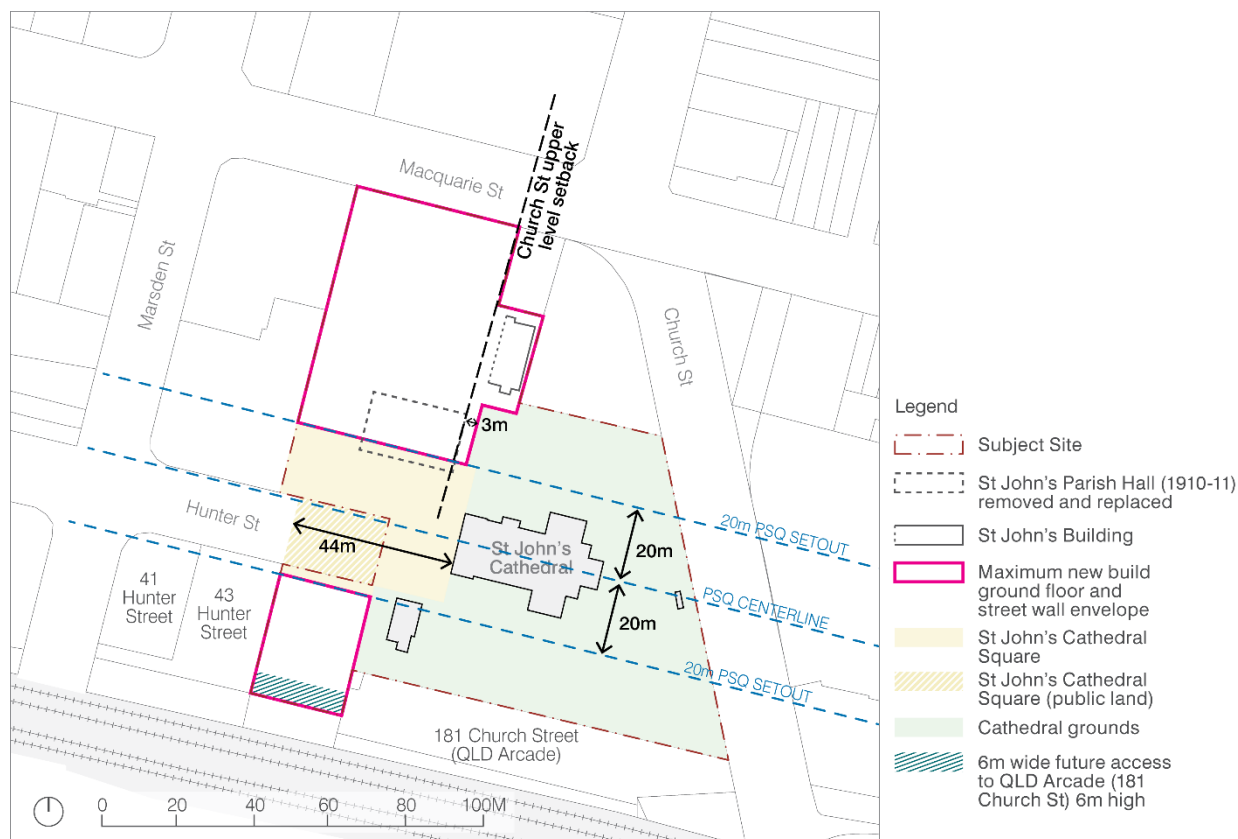 Macquarie St
Church St upper
level setback
Marsden St
Church St
3m
Hunter St
44m
St John's
Cathedral
20m
20m
20m PSQ SETOUT
PSQ CENTERLINE
20m PSQ SETOUT
41
Hunter
Street
43
Hunter
Street
181 Church Street
(QLD Arcade)
0 20 40 60 80 100M
Legend
Subject Site
St John's Parish Hall (1910-11)
removed and replaced
St John's Building
Maximum new build
ground floor and
street wall envelope
St John's Cathedral
Square
St John's Cathedral
Square (public land)
Cathedral grounds
6m wide future access
to QLD Arcade (181
Church St) 6m high